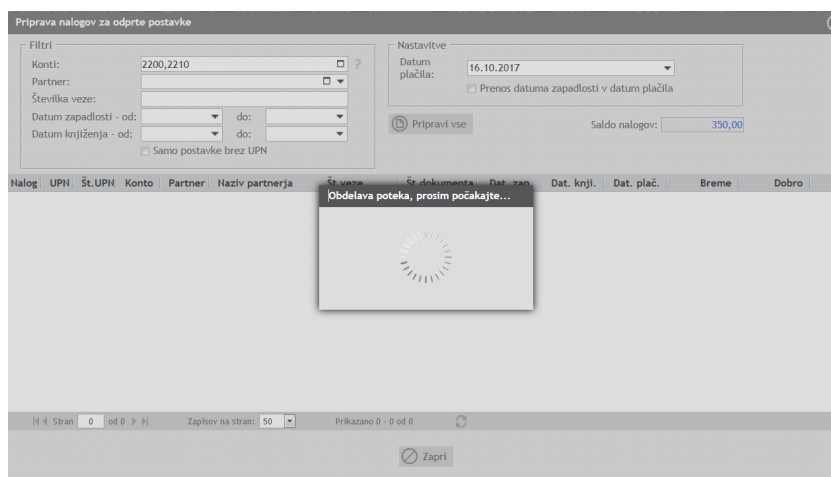 Priprava nalogov za odprte postavke
Filtri
Konti: 2200,2210 ?
Partner:
Številka veze:
Datum zapadlosti - od: do:
Datum knjiženja - od: do:
Samo postavke brez UPN
Nastavitve
Datum plačila: 16.10.2017
Prenos datuma zapadlosti v datum plačila
Pripravi vse
Saldo nalogov: 350,00
Nalog UPN Št.UPN Konto Partner Naziv partnerja Št.veze Št.dokumenta Dat. zap. Dat. knji. Dat. plač. Breme Dobro
Obdelava poteka, prosim počakajte...
Stran 0 od 0 Zapisov na stran: 50 Prikazano 0 - 0 od 0
Zapri